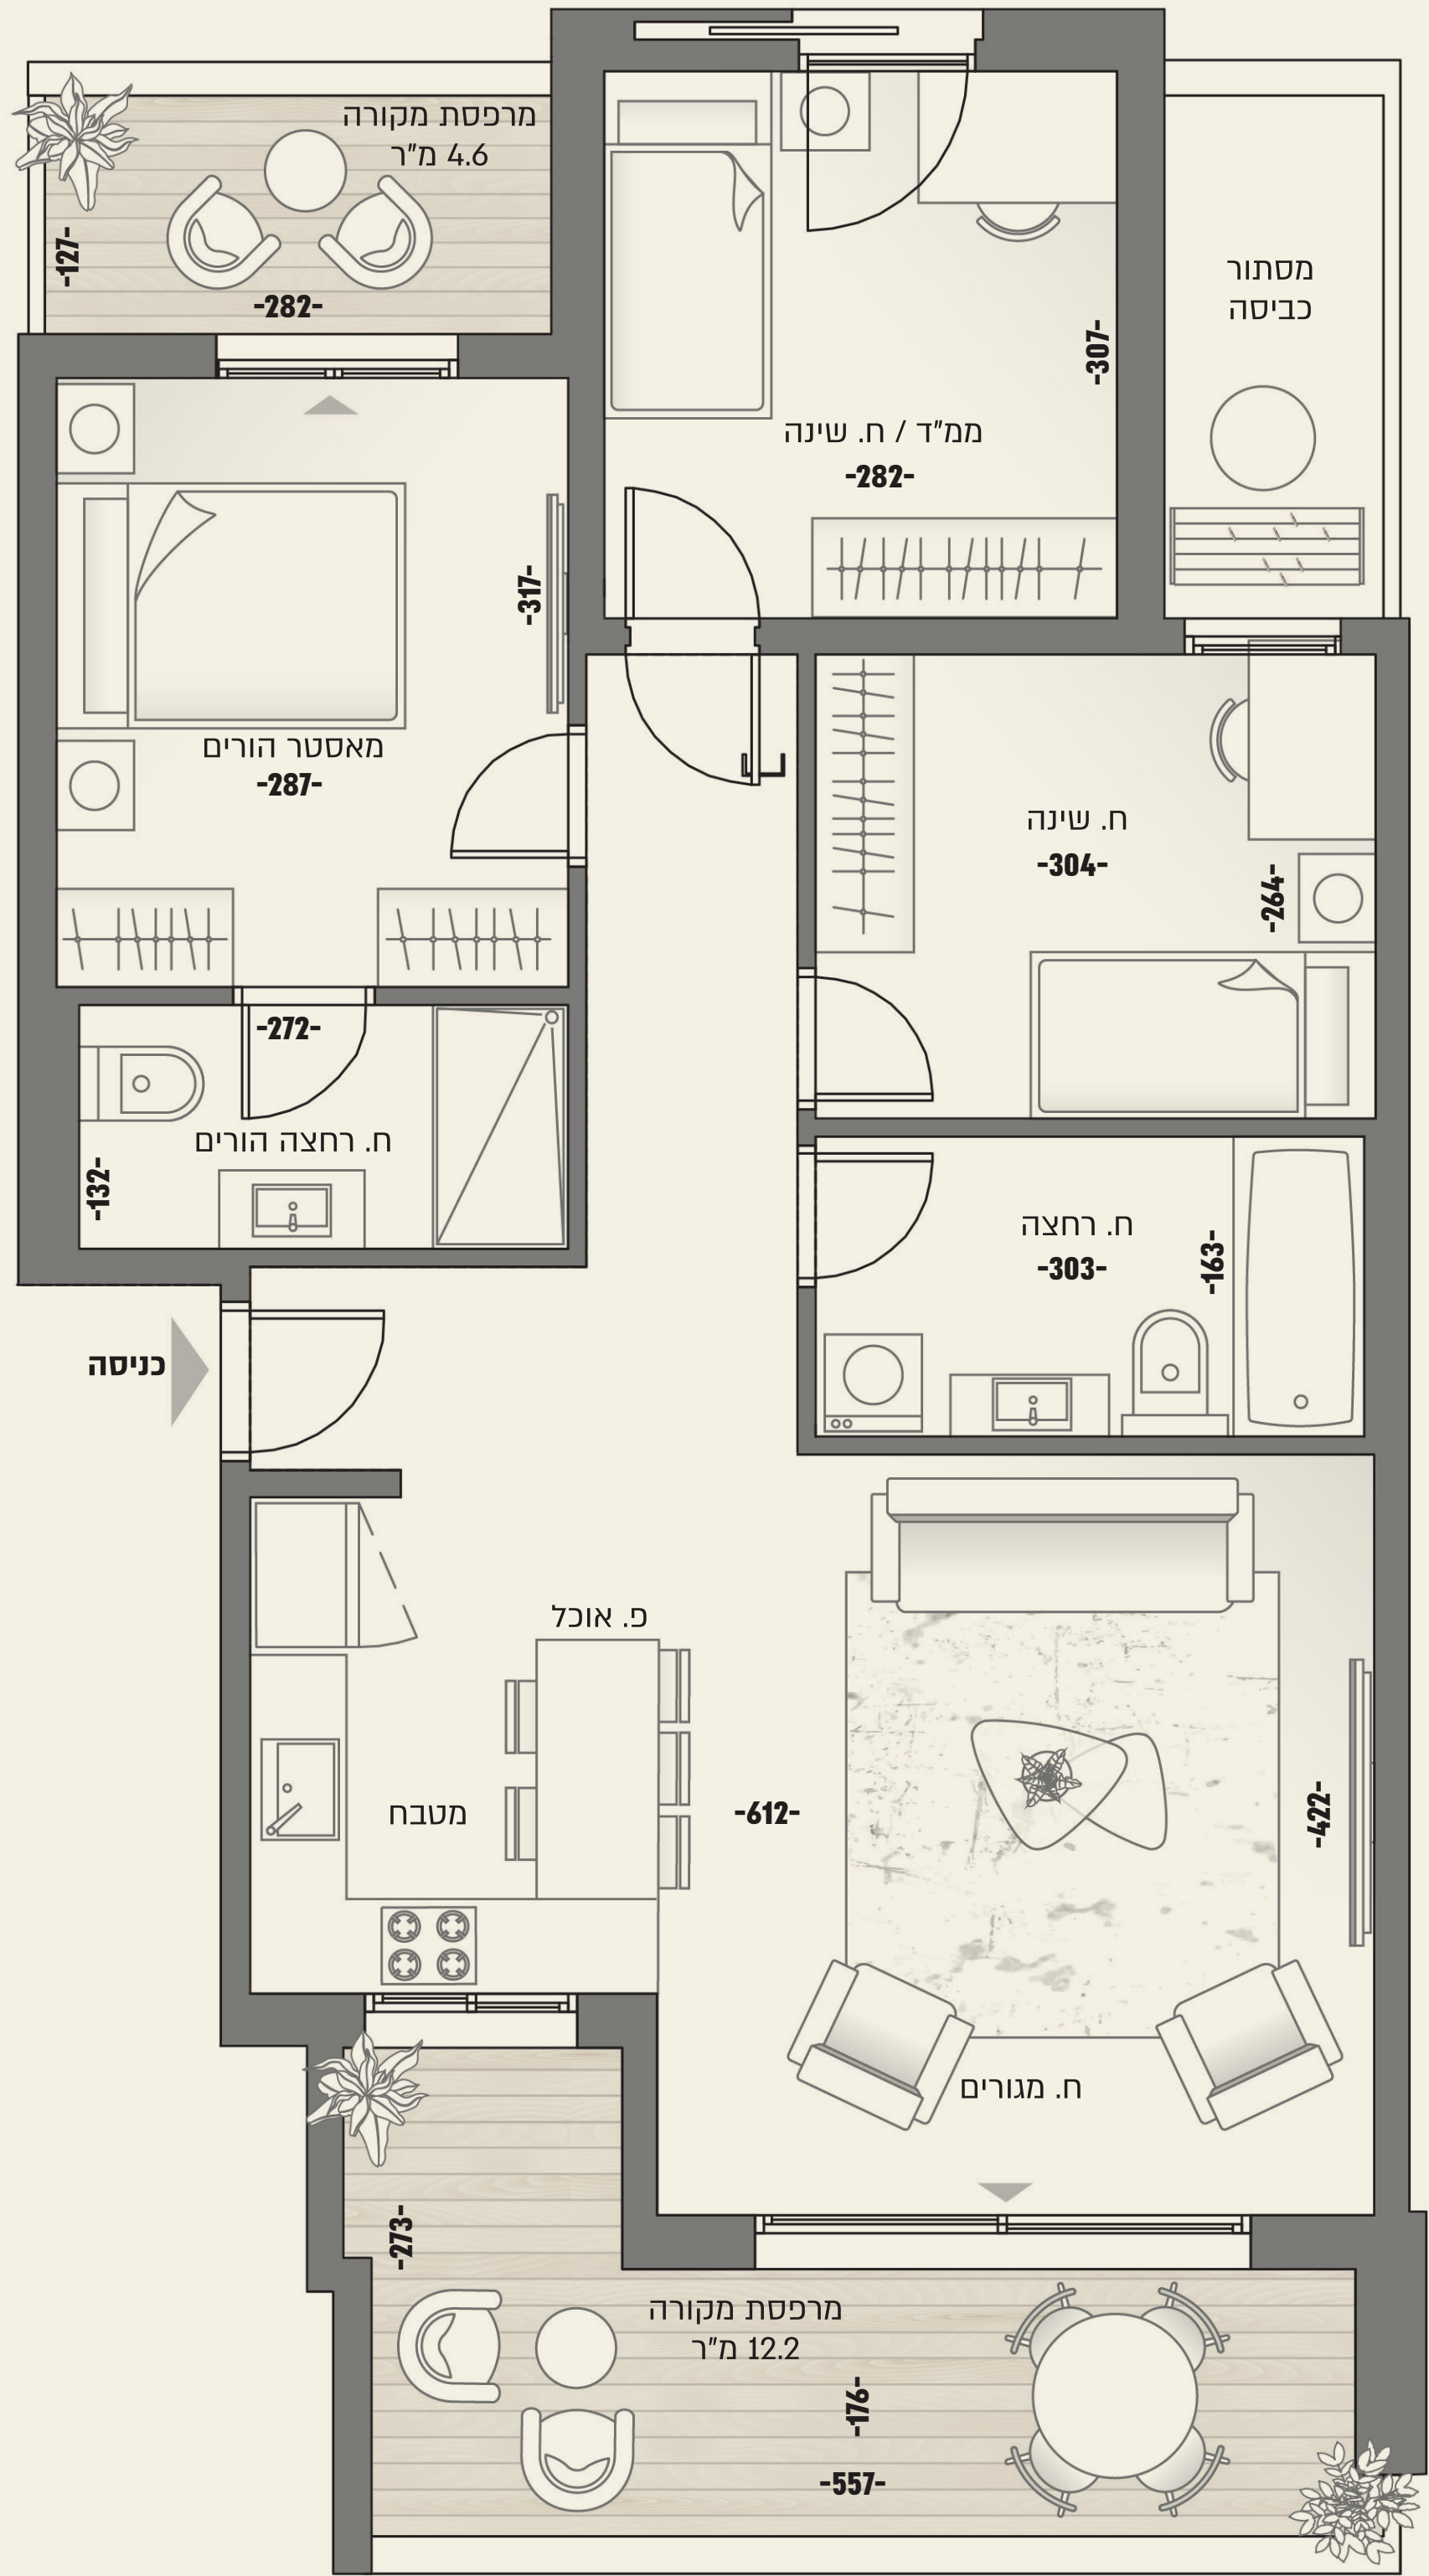 מרפסת מקורה
4.6 מ"ר
-127-
-282-
מסתור
כביסה
-307-
ממ"ד / ח. שינה
-282-
-317-
מאסטר הורים
-287-
ח. שינה
-304-
-264-
-272-
ח. רחצה הורים
-132-
ח. רחצה
-303-
-163-
כניסה
פ. אוכל
מטבח
-612-
-422-
ח. מגורים
-273-
מרפסת מקורה
12.2 מ"ר
-176-
-557-